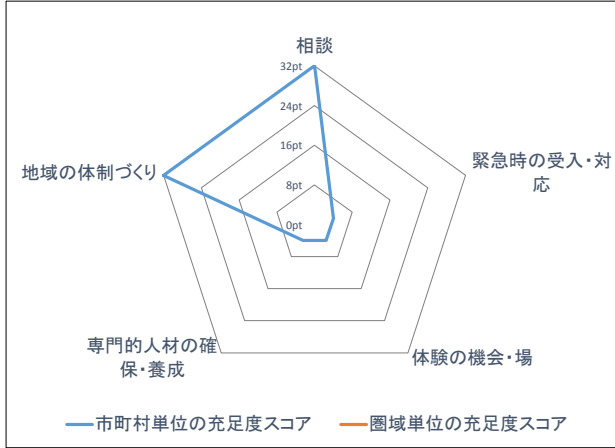 相談
32pt
24pt
16pt
8pt
0pt
緊急時の受入・対
応
体験の機会・場
専門的人材の確
保・養成
地域の体制づくり
市町村単位の充足度スコア
圏域単位の充足度スコア